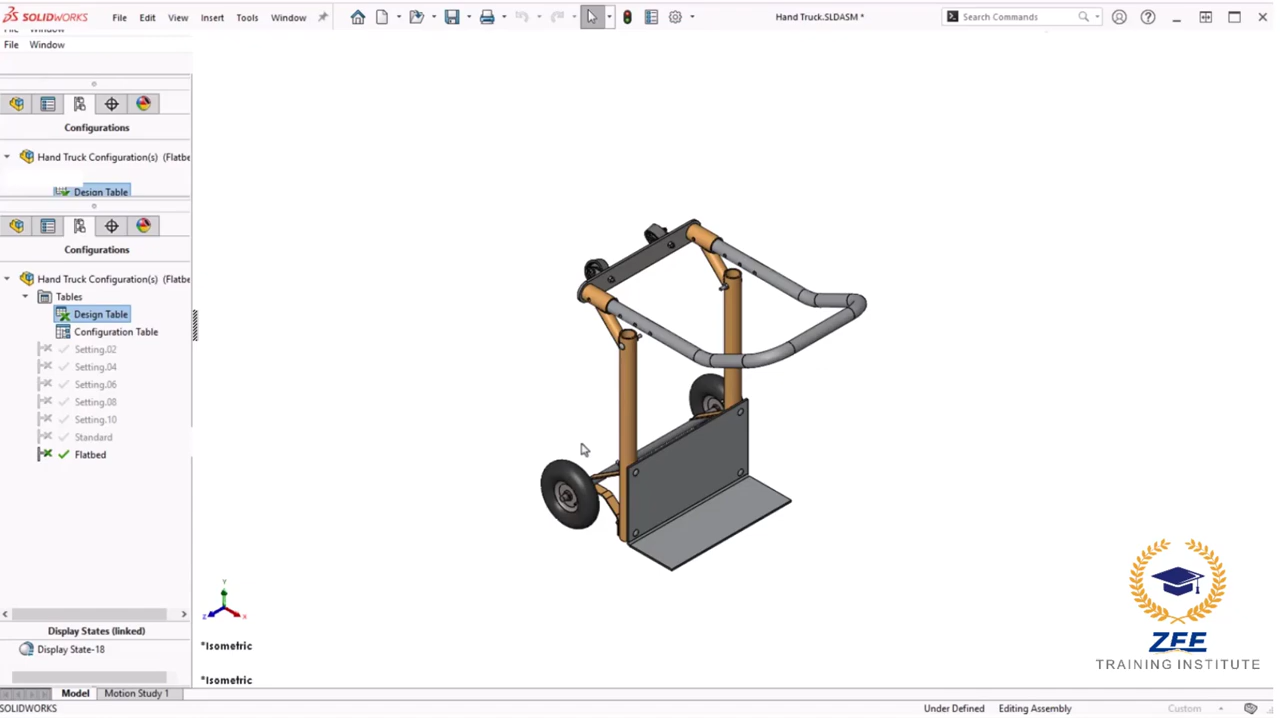 SOLIDWORKS File Edit View Insert Tools Window Hand Truck.SLDASM * Search Commands
File Window
Configurations
Hand Truck Configuration(s) (Flatbe
Design Table
Configurations
Hand Truck Configuration(s) (Flatbe
Tables
Design Table
Configuration Table
Setting.02
Setting.04
Setting.06
Setting.08
Setting.10
Standard
Flatbed
Y
Z X
Display States (linked)
*Isometric
Display State-18
*Isometric
ZFE
TRAINING INSTITUTE
Model Motion Study 1
SOLIDWORKS Under Defined Editing Assembly Custom